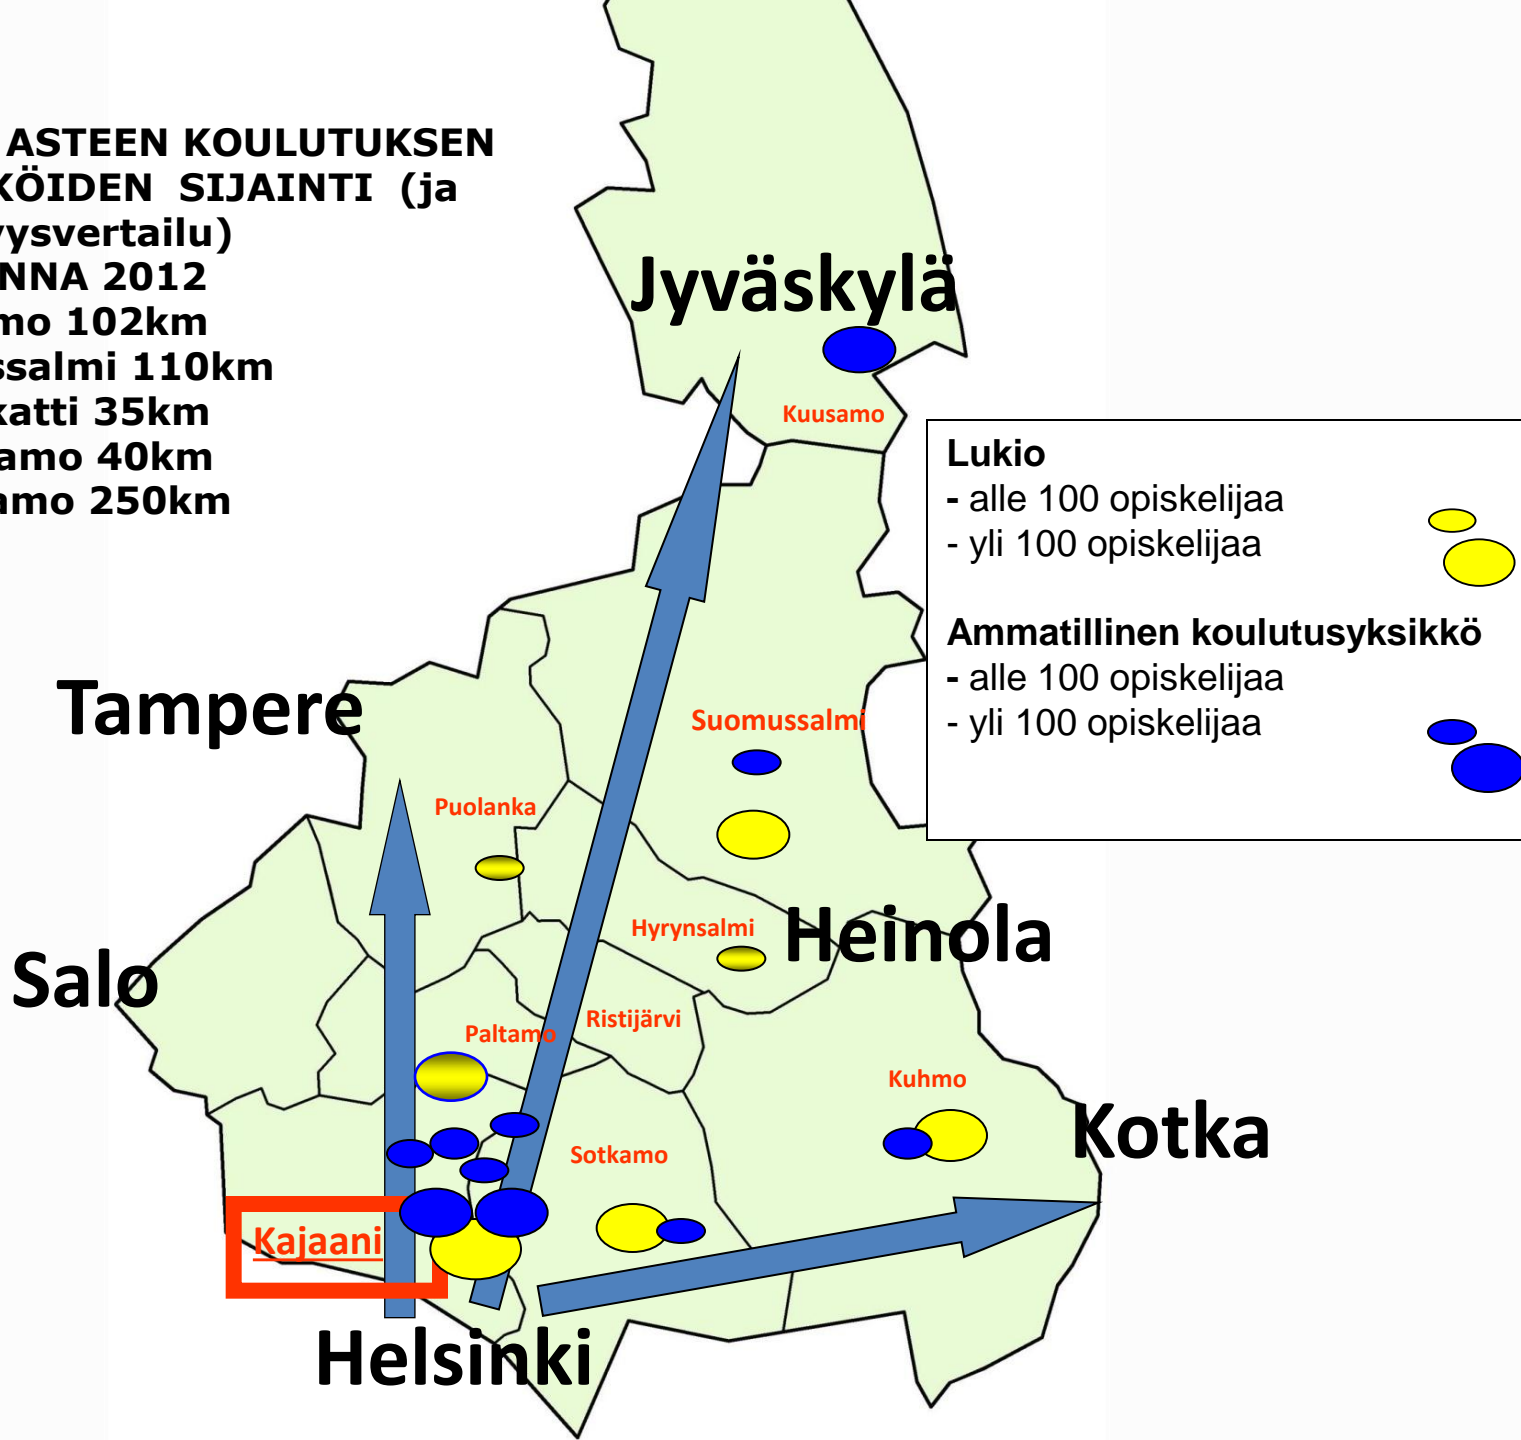 ASTEEN KOULUTUKSEN
KÖIDEN SIJAINTI (ja
ysvertailu)
NNA 2012
mo 102km
ssalmi 110km
katti 35km
amo 40km
amo 250km
Jyväskylä
Kuusamo
Lukio
- alle 100 opiskelijaa
- yli 100 opiskelijaa
Ammatillinen koulutusyksikkö
- alle 100 opiskelijaa
- yli 100 opiskelijaa
Tampere
Suomussalmi
Puolanka
Hyrynsalmi
Heinola
Salo
Ristijärvi
Paltamo
Kuhmo
Kotka
Sotkamo
Kajaani
Helsinki